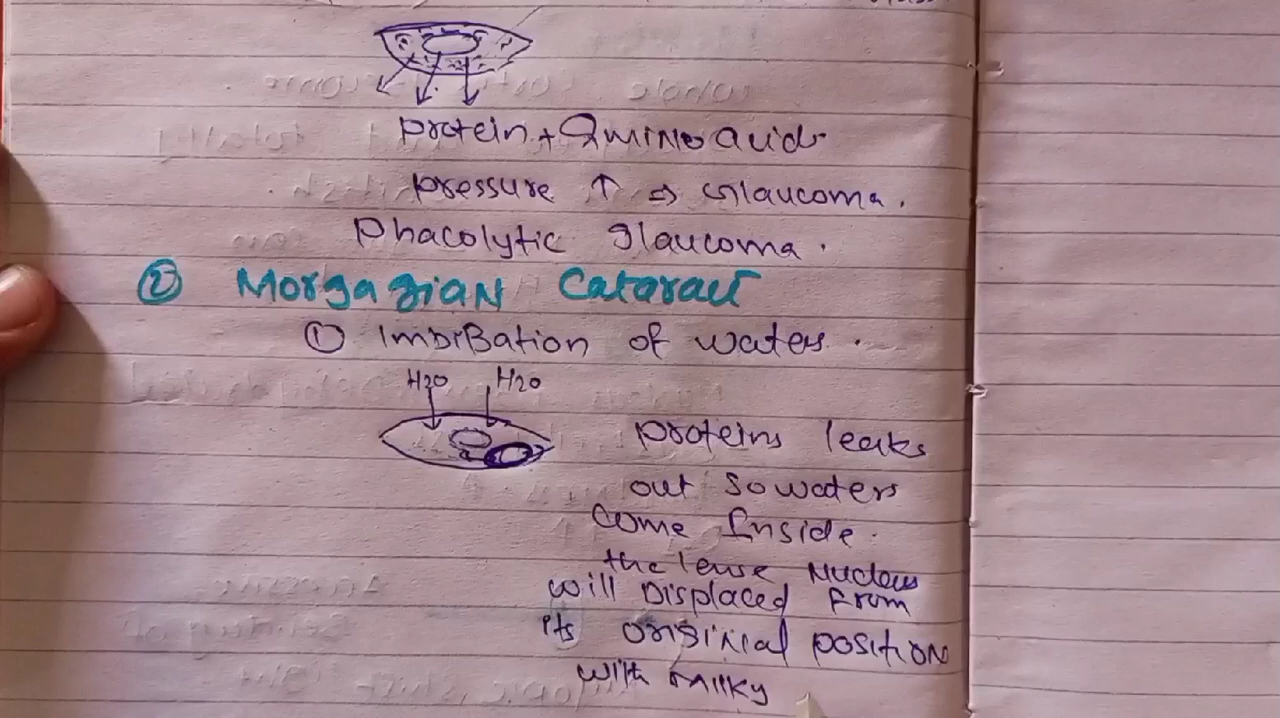 protein + Amino acids
pressure ↑ ⇒ Glaucoma.
Phacolytic glaucoma.
② Morgagian Cataract
① ImbiBation of waters.
H2O H2O
proteins leaks
out so waters
come Inside.
the lense Nucleus
will Displaced From
its original position
with milky